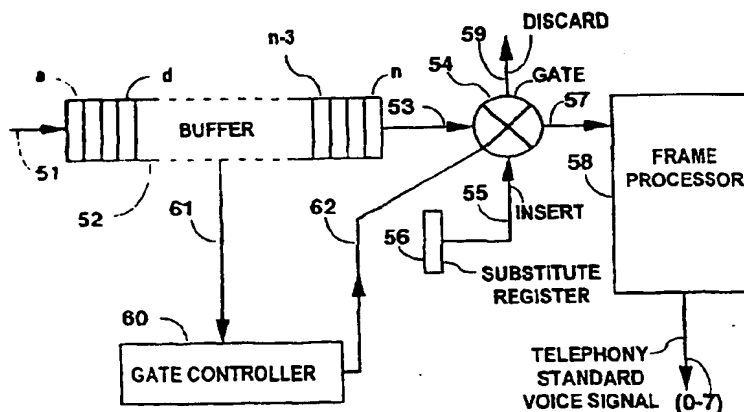 59
DISCARD
n-3
a
d
n
54
GATE
53
57
BUFFER
51
58
FRAME
PROCESSOR
52
61
62
55
INSERT
56
SUBSTITUTE
REGISTER
60
GATE CONTROLLER
TELEPHONY
STANDARD
VOICE SIGNAL
(0-7)